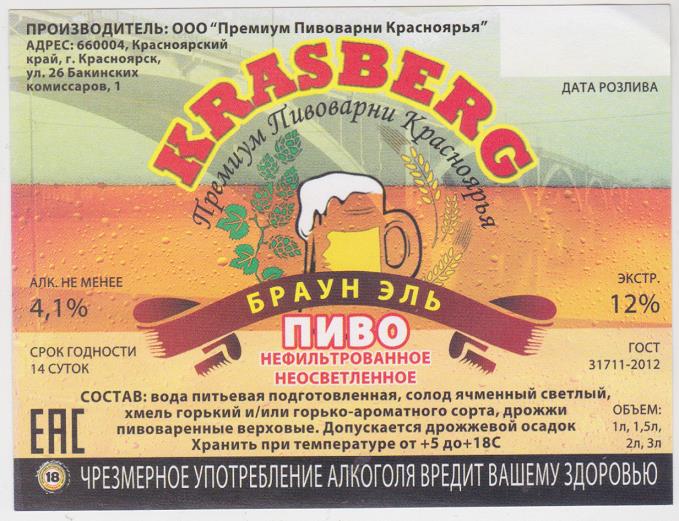 ПРОИЗВОДИТЕЛЬ: ООО "Премиум Пивоварни Красноярья"
АДРЕС: 660004, Красноярский
край, г. Красноярск,
ул. 26 Бакинских
комиссаров, 1
ДАТА РОЗЛИВА
KRASBERG
Премиум Пивоварни Красноярья
АЛК. НЕ МЕНЕЕ
4,1%
ЭКСТР.
12%
БРАУН ЭЛЬ
ПИВО
НЕФИЛЬТРОВАННОЕ
НЕОСВЕТЛЕННОЕ
СРОК ГОДНОСТИ
14 СУТОК
ГОСТ
31711-2012
СОСТАВ: вода питьевая подготовленная, солод ячменный светлый,
хмель горький и/или горько-ароматного сорта, дрожжи
пивоваренные верховые. Допускается дрожжевой осадок
Хранить при температуре от +5 до+18С
ОБЪЕМ:
1л, 1,5л,
2л, 3л
ЕАС
18
ЧРЕЗМЕРНОЕ УПОТРЕБЛЕНИЕ АЛКОГОЛЯ ВРЕДИТ ВАШЕМУ ЗДОРОВЬЮ